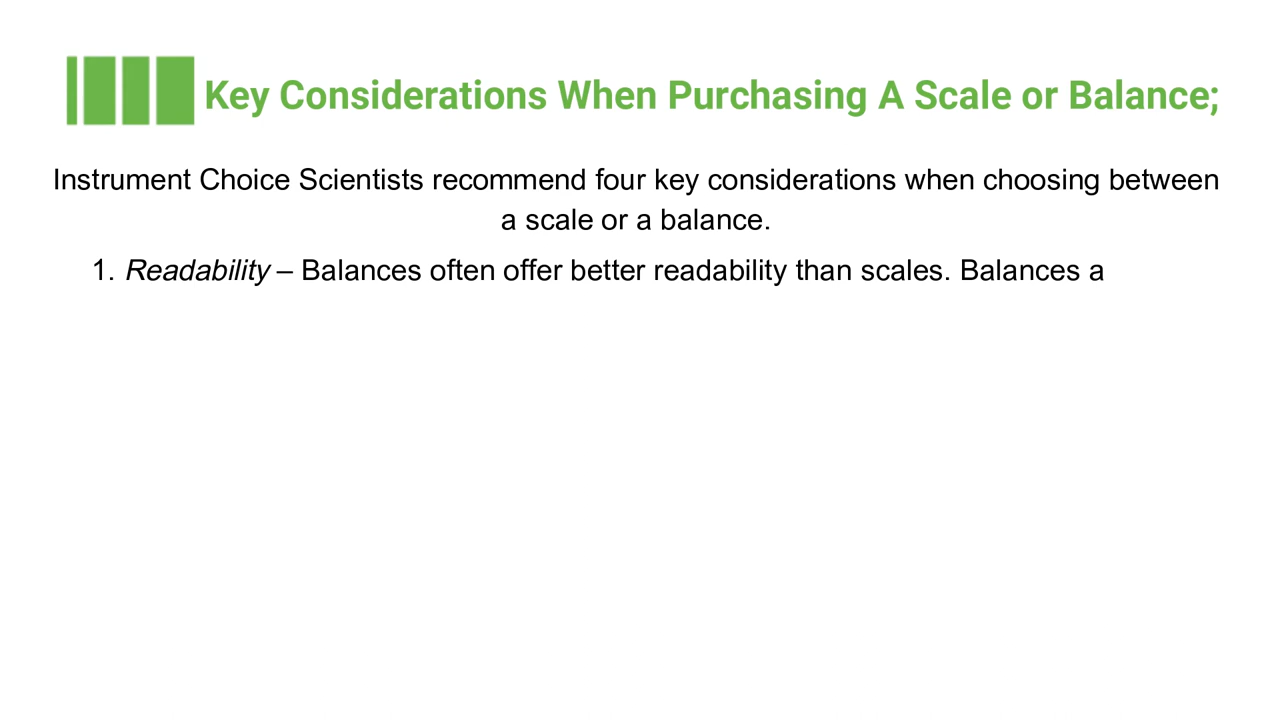 Key Considerations When Purchasing A Scale or Balance;
Instrument Choice Scientists recommend four key considerations when choosing between
a scale or a balance.
1. Readability – Balances often offer better readability than scales. Balances a